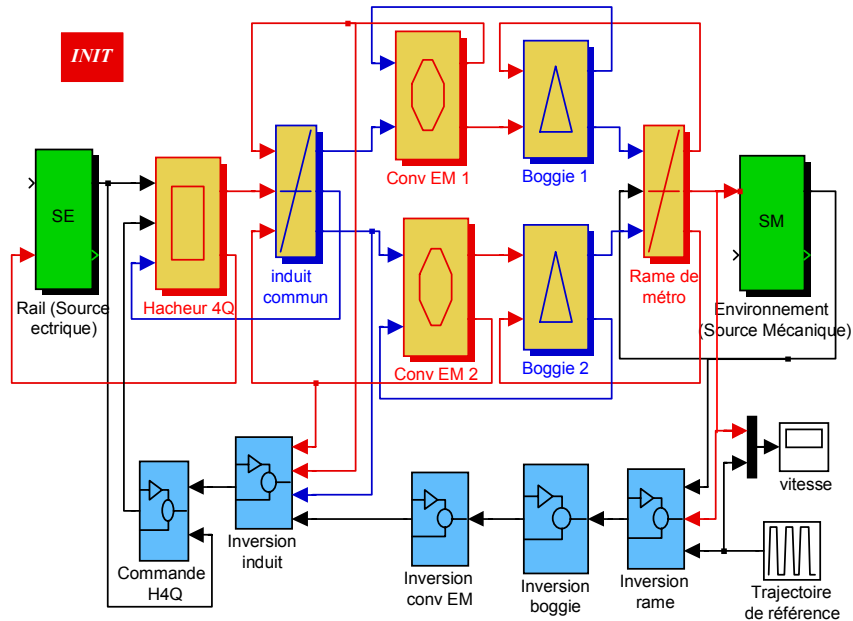 INIT
SE
Rail (Source
ectrique)
Hacheur 4Q
induit
commun
Conv EM 1
Boggie 1
Conv EM 2
Boggie 2
Rame de
métro
SM
Environnement
(Source Mécanique)
vitesse
Commande
H4Q
Inversion
induit
Inversion
conv EM
Inversion
boggie
Inversion
rame
Trajectoire
de référence